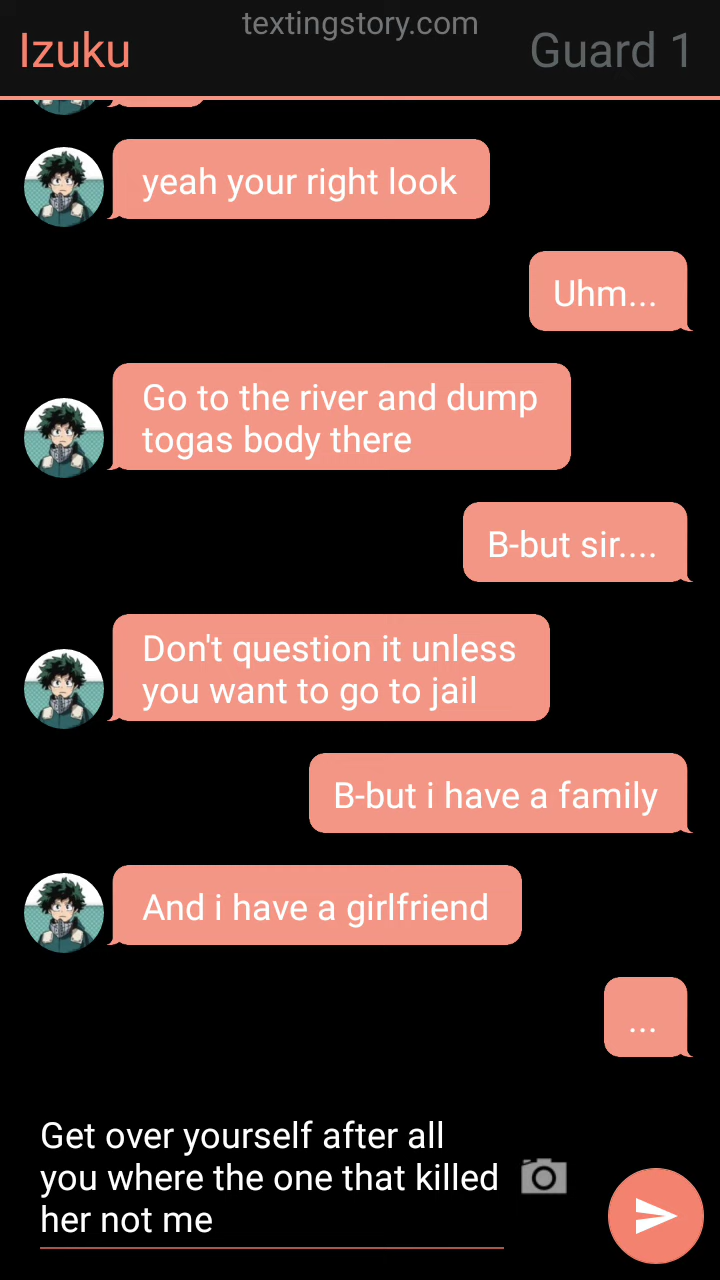 textingstory.com
Izuku
Guard 1
yeah your right look
Uhm...
Go to the river and dump
togas body there
B-but sir....
Don't question it unless
you want to go to jail
B-but i have a family
And i have a girlfriend
...
Get over yourself after all
you where the one that killed
her not me